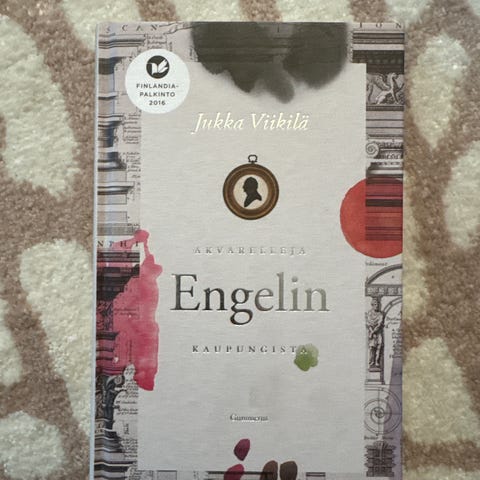 FINLANDIA-
PALKINTO
2016
Jukka Viikilä
AKVARELLEJA
Engelin
KAUPUNGISTA
Gummerus